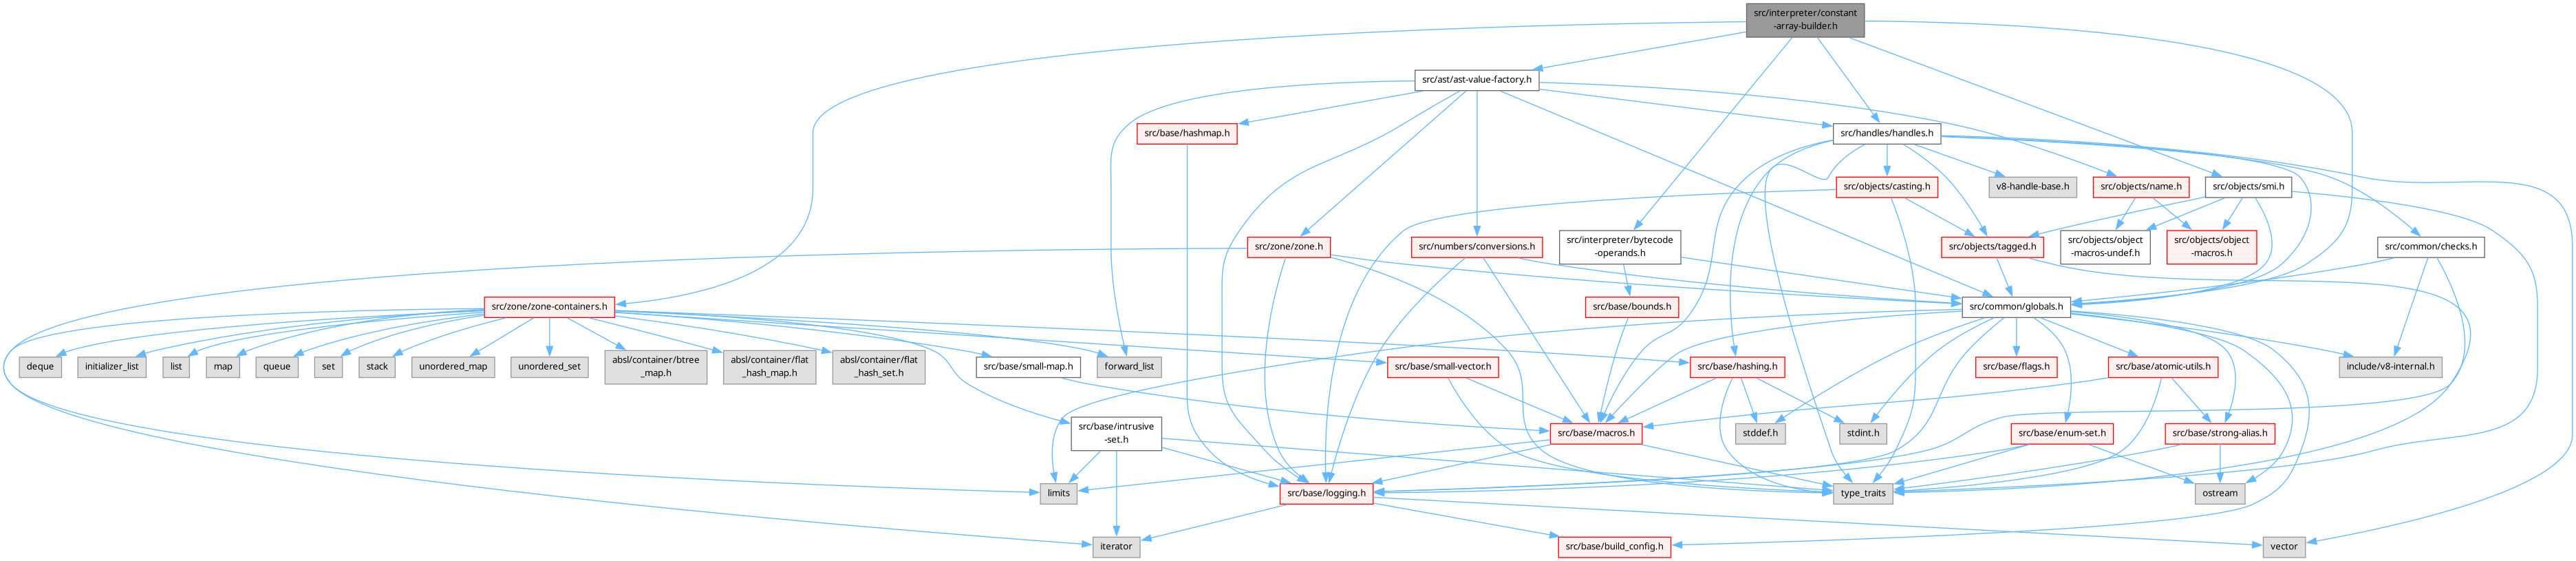 src/interpreter/constant
-array-builder.h
src/ast/ast-value-factory.h
src/base/hashmap.h
src/handles/handles.h
src/objects/casting.h
v8-handle-base.h
src/objects/name.h
src/objects/smi.h
src/zone/zone.h
src/numbers/conversions.h
src/interpreter/bytecode
-operands.h
src/objects/tagged.h
src/objects/object
-macros-undef.h
src/objects/object
-macros.h
src/common/checks.h
src/zone/zone-containers.h
src/base/bounds.h
src/common/globals.h
deque
initializer_list
list
map
queue
set
stack
unordered_map
unordered_set
absl/container/btree
_map.h
absl/container/flat
_hash_map.h
absl/container/flat
_hash_set.h
src/base/small-map.h
forward_list
src/base/small-vector.h
src/base/hashing.h
src/base/flags.h
src/base/atomic-utils.h
include/v8-internal.h
src/base/intrusive
-set.h
src/base/macros.h
stddef.h
stdint.h
src/base/enum-set.h
src/base/strong-alias.h
limits
src/base/logging.h
type_traits
ostream
iterator
src/base/build_config.h
vector